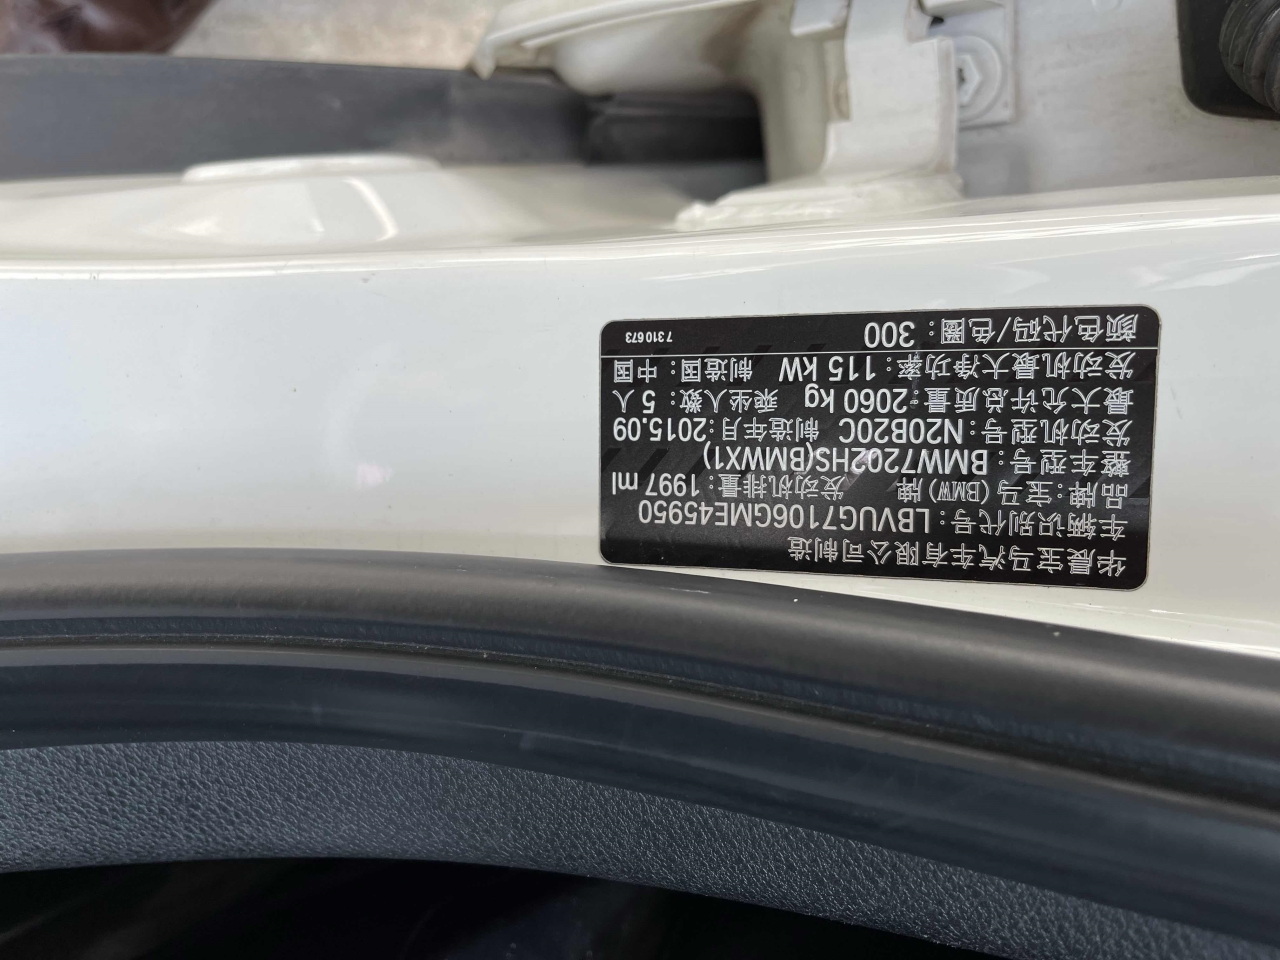 华晨宝马汽车有限公司制造
车辆识别代号：LBVUG7106GME45950
品牌：宝马(BMW)牌 发动机排量：1997 ml
整车型号：BMW7202HS(BMWX1)
发动机型号：N20B20C 制造年月：2015.09
最大允许总质量：2060 kg 乘坐人数：5 人
发动机最大净功率：115 kW 制造国：中国
颜色代码/色圈：300 7 310 673